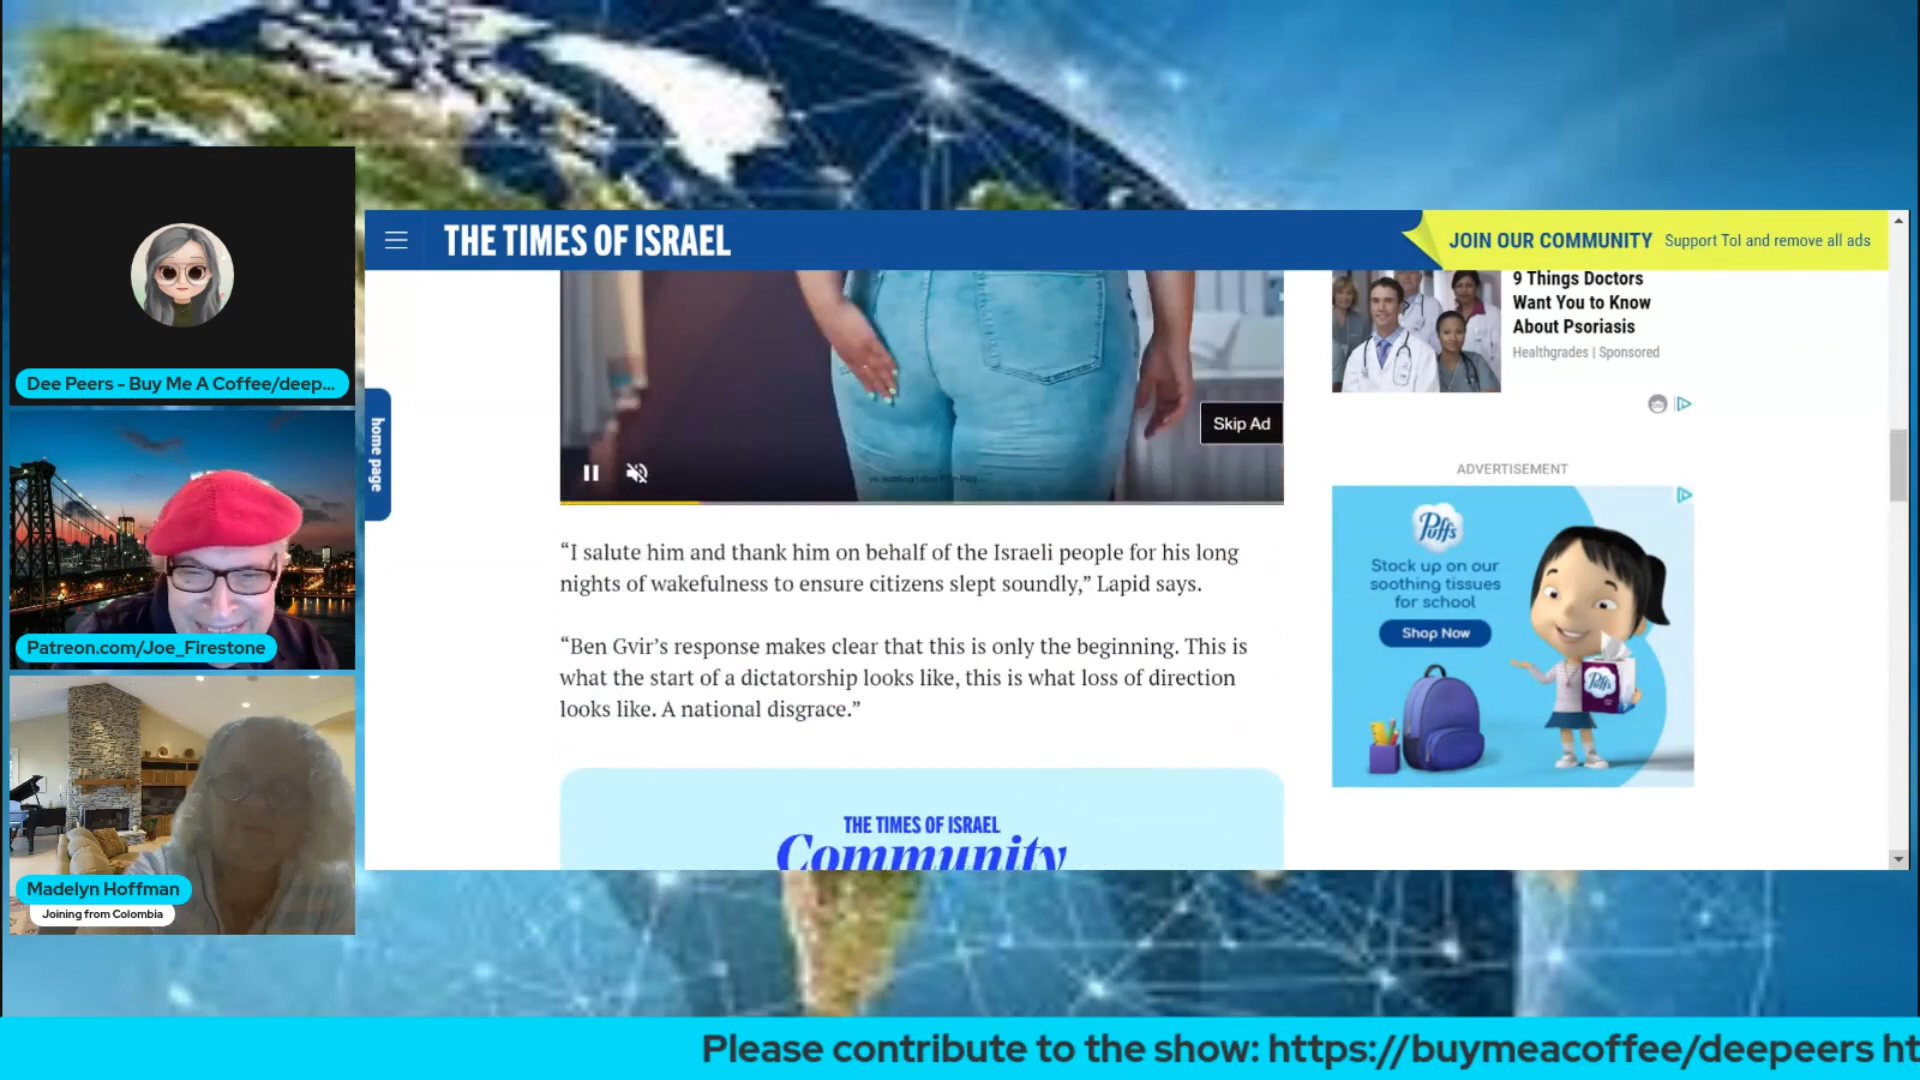 Dee Peers - Buy Me A Coffee/deep...
Patreon.com/Joe_Firestone
Madelyn Hoffman
Joining from Colombia
THE TIMES OF ISRAEL
JOIN OUR COMMUNITY Support ToI and remove all ads
home page
Skip Ad
“I salute him and thank him on behalf of the Israeli people for his long
nights of wakefulness to ensure citizens slept soundly,” Lapid says.
“Ben Gvir’s response makes clear that this is only the beginning. This is
what the start of a dictatorship looks like, this is what loss of direction
looks like. A national disgrace.”
THE TIMES OF ISRAEL
Community
9 Things Doctors
Want You to Know
About Psoriasis
Healthgrades | Sponsored
ADVERTISEMENT
Puffs
Stock up on our
soothing tissues
for school
Shop Now
Puffs
Please contribute to the show: https://buymeacoffee/deepeers ht